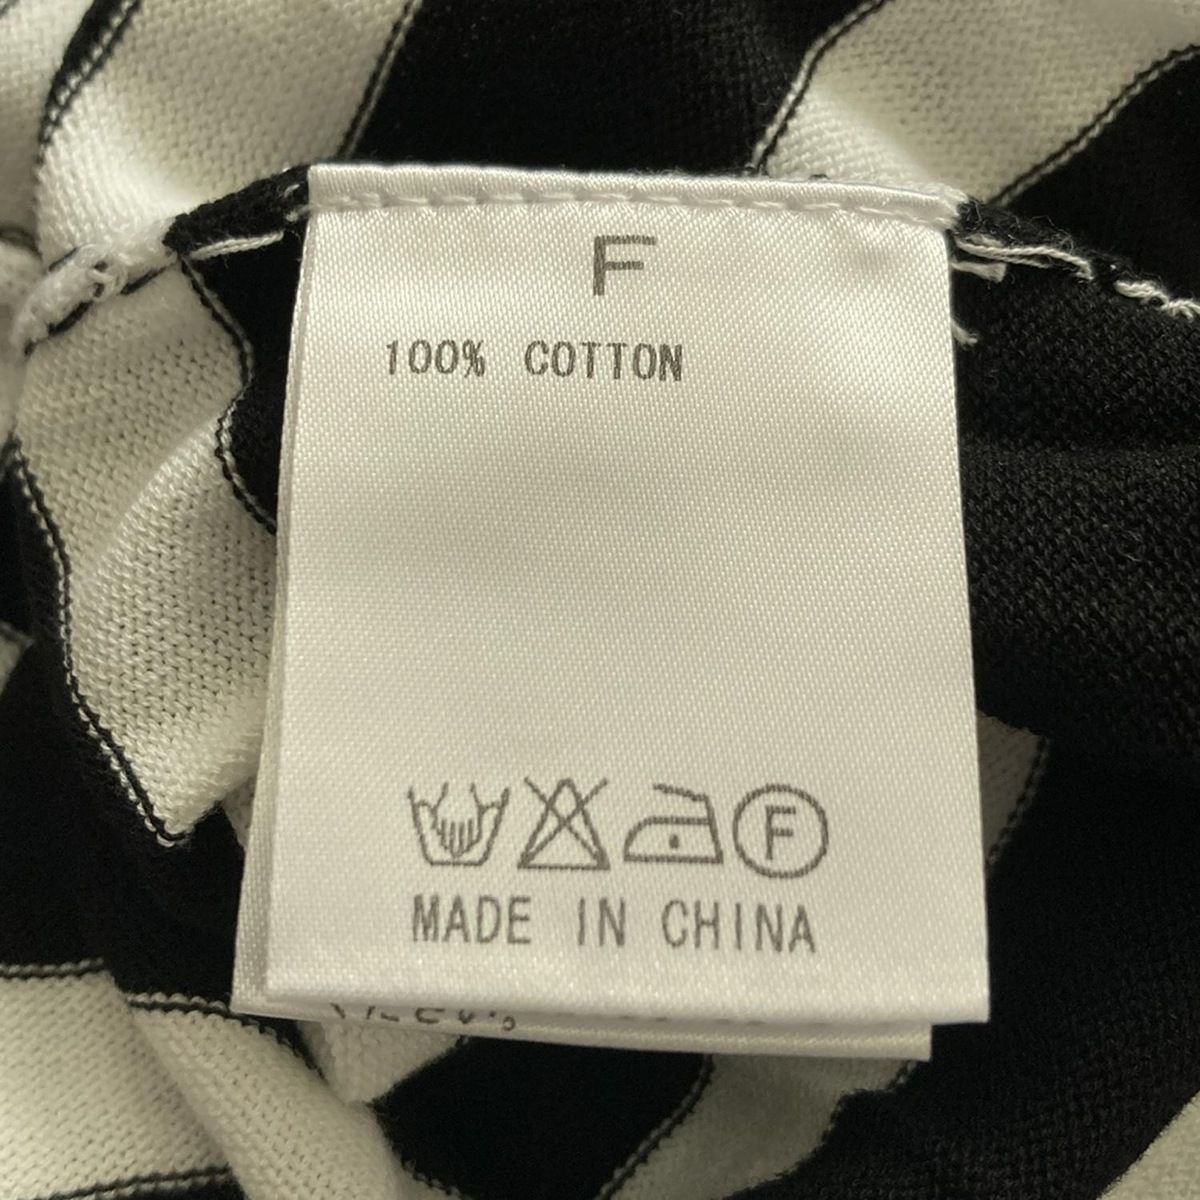 F
100% COTTON
F
MADE IN CHINA